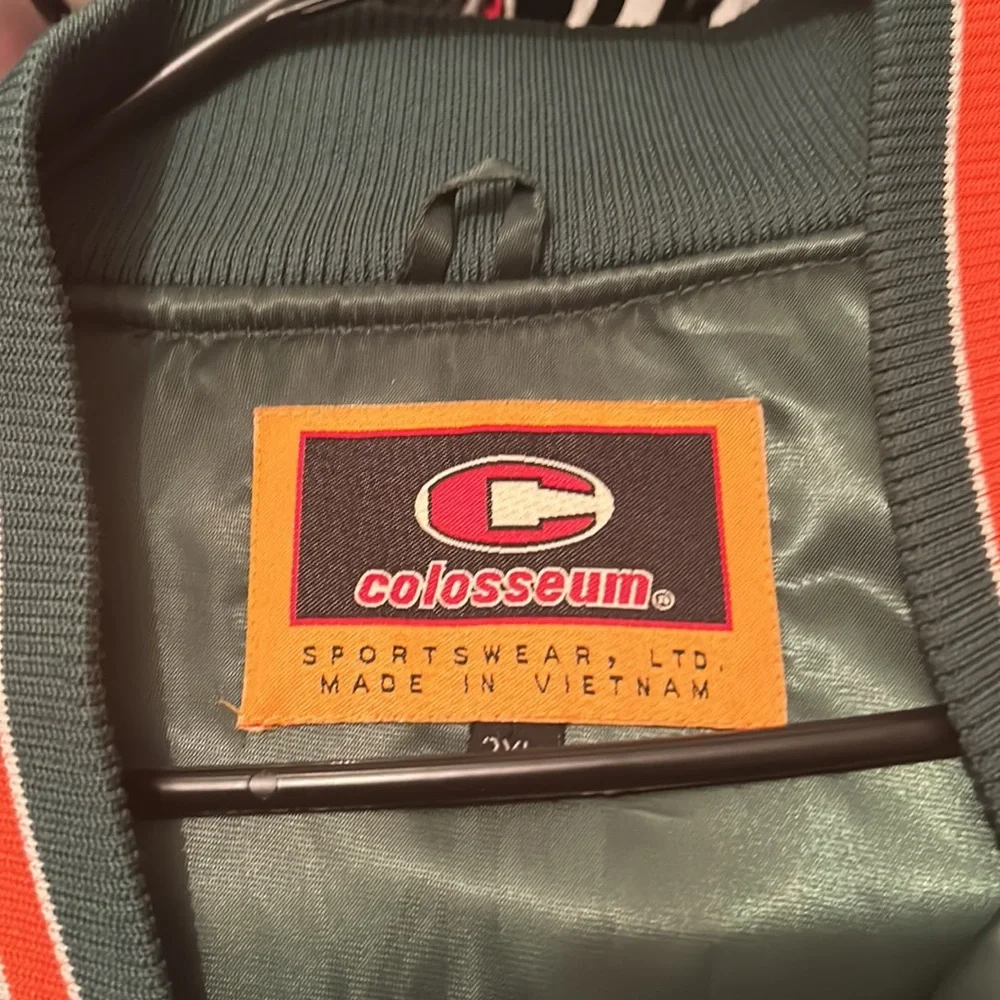 colosseum®
SPORTSWEAR, LTD.
MADE IN VIETNAM